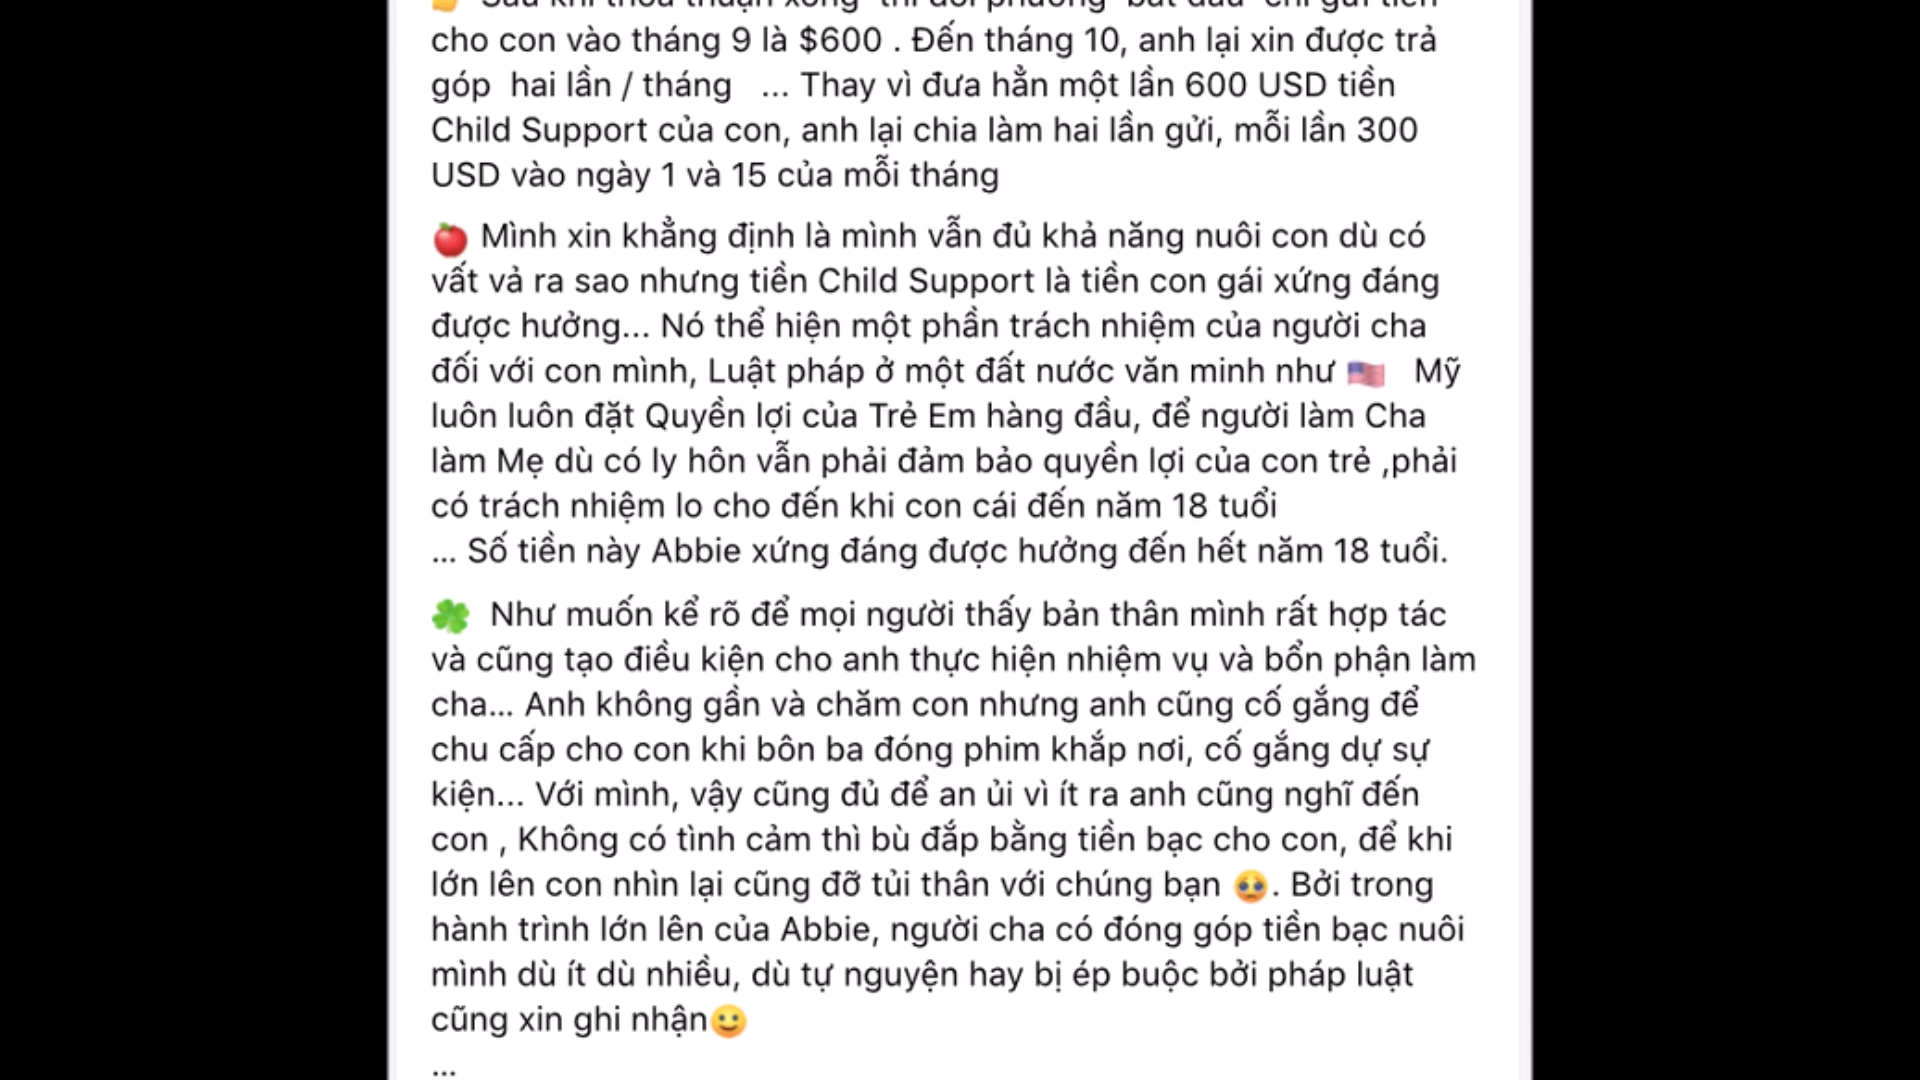 👉 Sau khi thỏa thuận xong thì đối phương bắt đầu chỉ gửi tiền
cho con vào tháng 9 là $600 . Đến tháng 10, anh lại xin được trả
góp hai lần / tháng ... Thay vì đưa hẳn một lần 600 USD tiền
Child Support của con, anh lại chia làm hai lần gửi, mỗi lần 300
USD vào ngày 1 và 15 của mỗi tháng
🍎 Mình xin khẳng định là mình vẫn đủ khả năng nuôi con dù có
vất vả ra sao nhưng tiền Child Support là tiền con gái xứng đáng
được hưởng... Nó thể hiện một phần trách nhiệm của người cha
đối với con mình, Luật pháp ở một đất nước văn minh như 🇺🇸 Mỹ
luôn luôn đặt Quyền lợi của Trẻ Em hàng đầu, để người làm Cha
làm Mẹ dù có ly hôn vẫn phải đảm bảo quyền lợi của con trẻ ,phải
có trách nhiệm lo cho đến khi con cái đến năm 18 tuổi
... Số tiền này Abbie xứng đáng được hưởng đến hết năm 18 tuổi.
🍀 Như muốn kể rõ để mọi người thấy bản thân mình rất hợp tác
và cũng tạo điều kiện cho anh thực hiện nhiệm vụ và bổn phận làm
cha... Anh không gần và chăm con nhưng anh cũng cố gắng để
chu cấp cho con khi bôn ba đóng phim khắp nơi, cố gắng dự sự
kiện... Với mình, vậy cũng đủ để an ủi vì ít ra anh cũng nghĩ đến
con , Không có tình cảm thì bù đắp bằng tiền bạc cho con, để khi
lớn lên con nhìn lại cũng đỡ tủi thân với chúng bạn 🥹. Bởi trong
hành trình lớn lên của Abbie, người cha có đóng góp tiền bạc nuôi
mình dù ít dù nhiều, dù tự nguyện hay bị ép buộc bởi pháp luật
cũng xin ghi nhận🙂
...